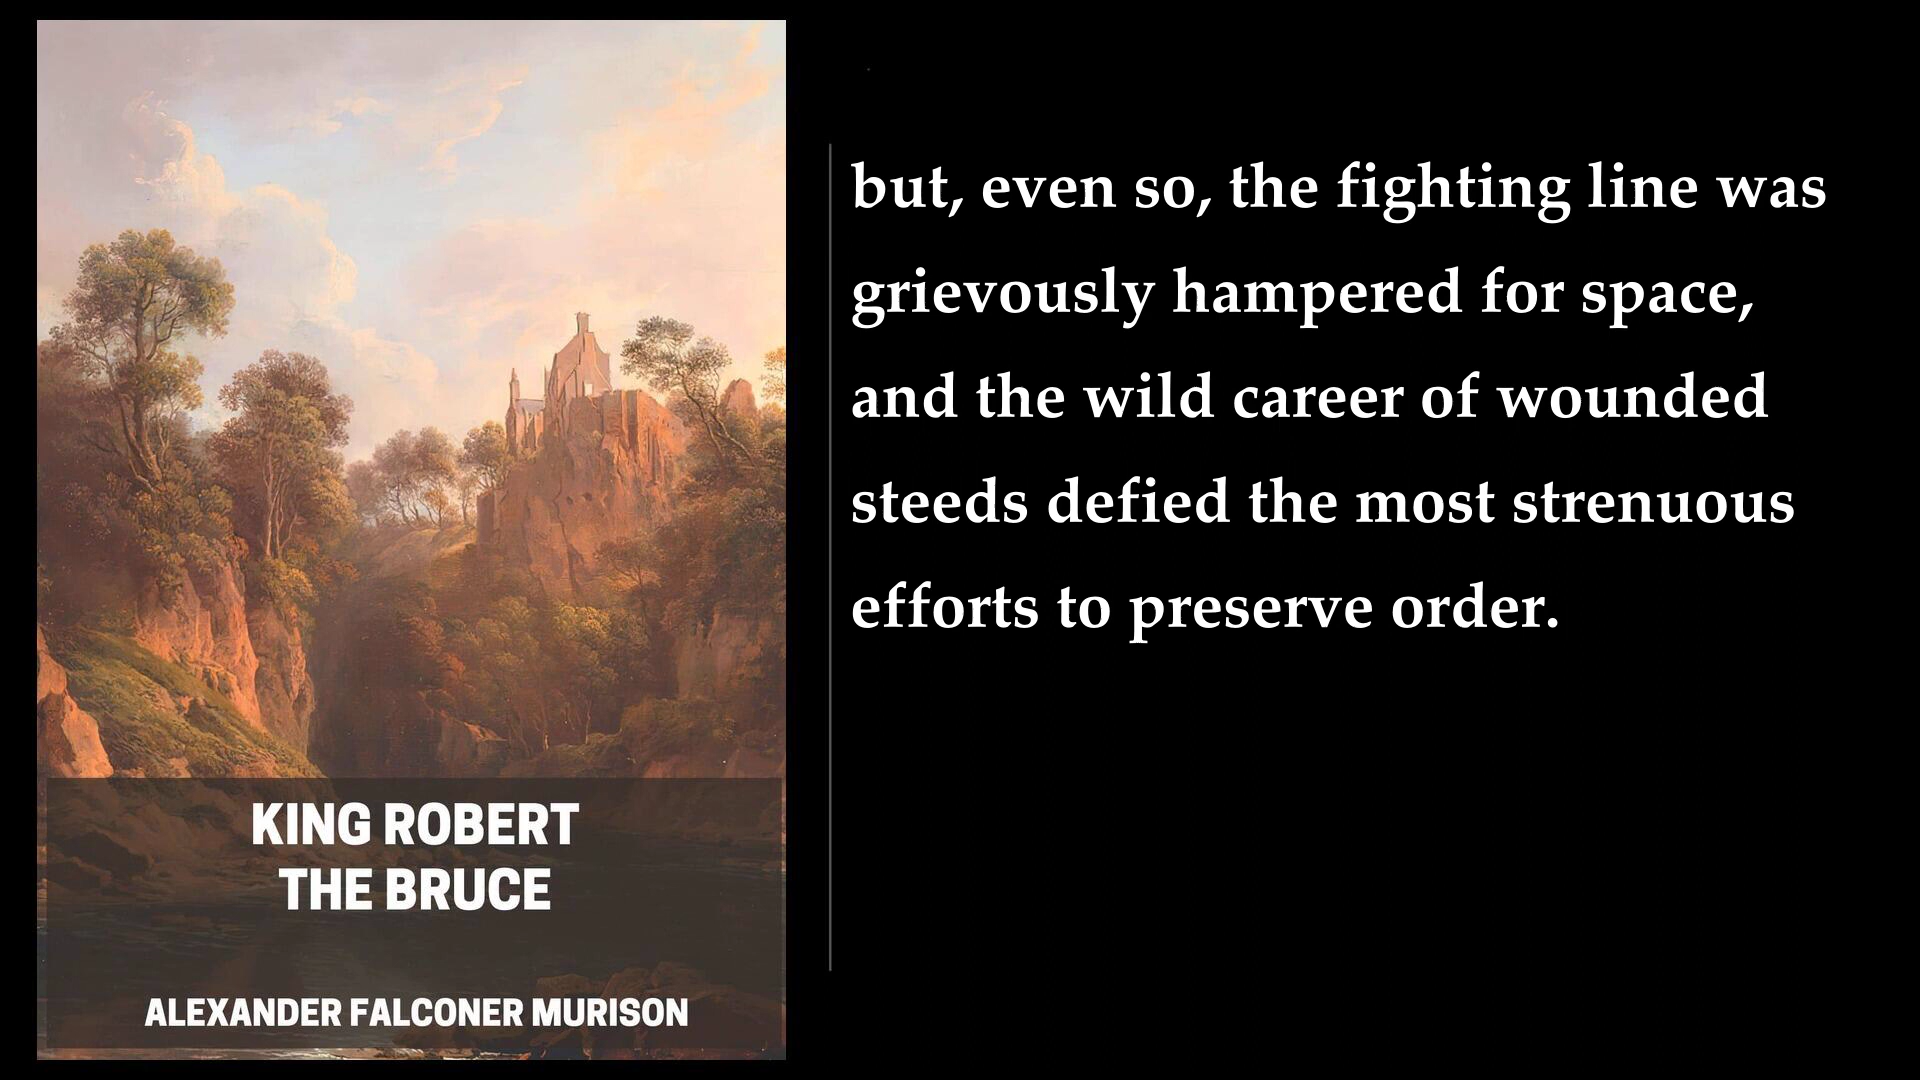 but, even so, the fighting line was
grievously hampered for space,
and the wild career of wounded
steeds defied the most strenuous
efforts to preserve order.
KING ROBERT
THE BRUCE
ALEXANDER FALCONER MURISON